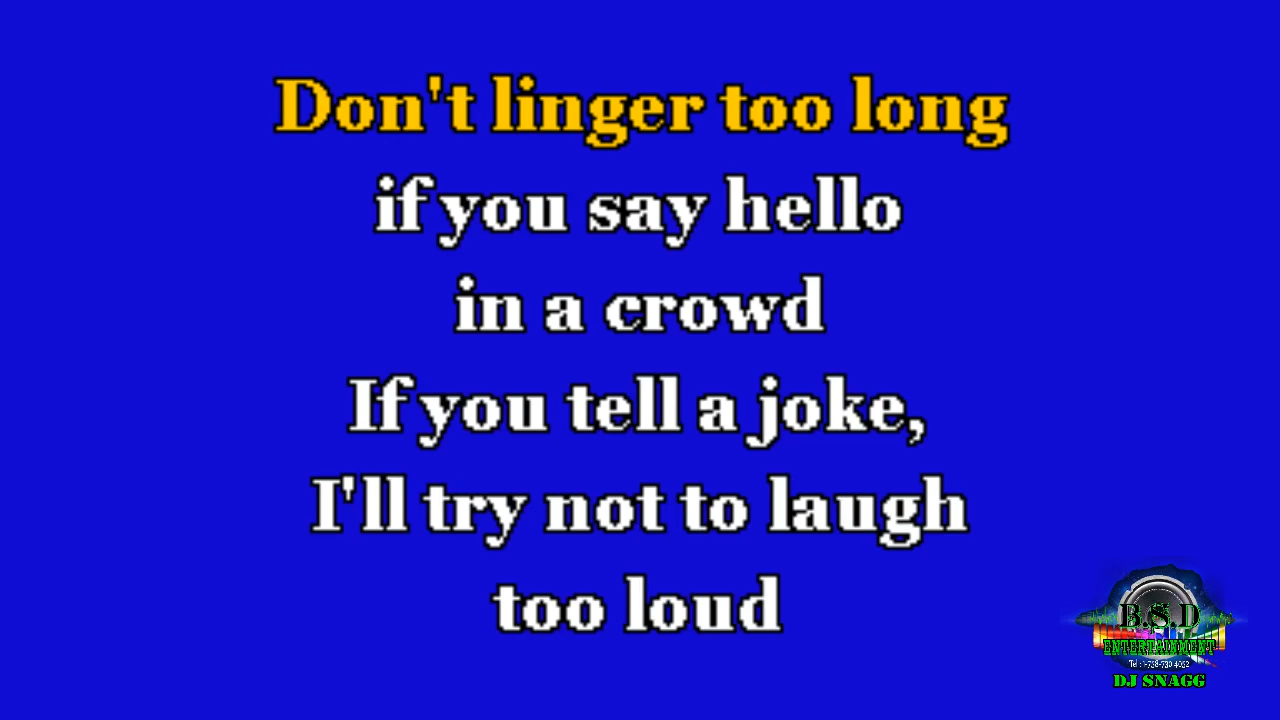 Don't linger too long
if you say hello
in a crowd
If you tell a joke,
I'll try not to laugh
too loud
B.S.D
ENTERTAINMENT
DJ SNAGG